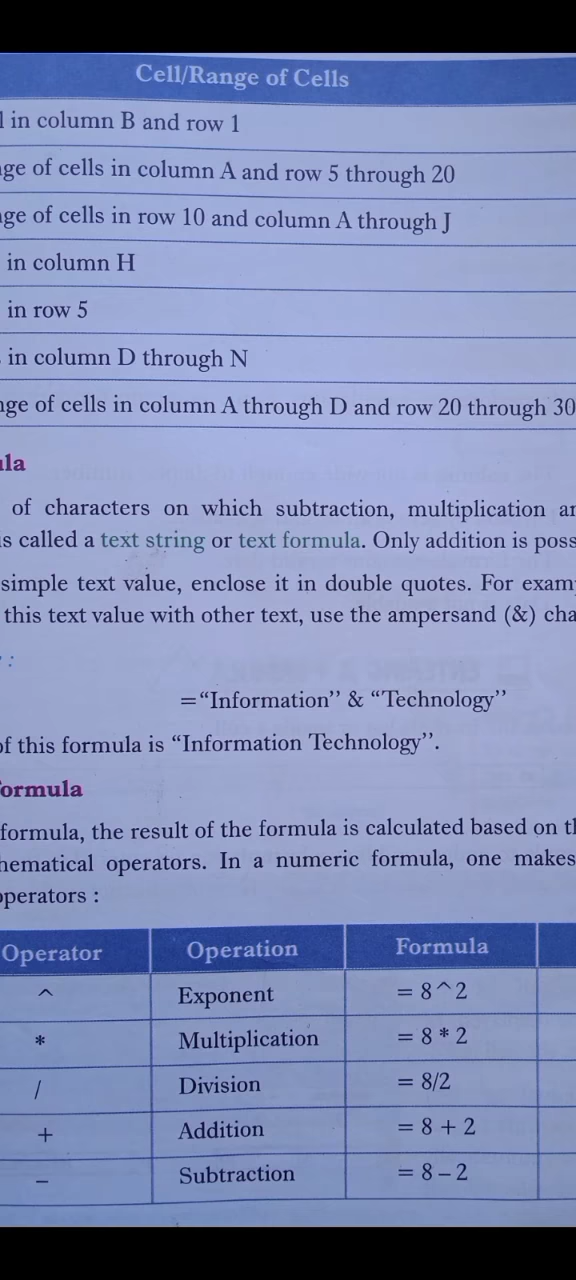 Cell/Range of Cells
in column B and row 1
ge of cells in column A and row 5 through 20
ge of cells in row 10 and column A through J
in column H
in row 5
in column D through N
nge of cells in column A through D and row 20 through 30
ula
of characters on which subtraction, multiplication an
is called a text string or text formula. Only addition is poss
simple text value, enclose it in double quotes. For exam
this text value with other text, use the ampersand (&) cha
:
=“Information” & “Technology”
of this formula is “Information Technology”.
ormula
formula, the result of the formula is calculated based on th
hematical operators. In a numeric formula, one makes
operators :
Operator Operation Formula
^ Exponent = 8^2
* Multiplication = 8 * 2
/ Division = 8/2
+ Addition = 8 + 2
– Subtraction = 8 – 2